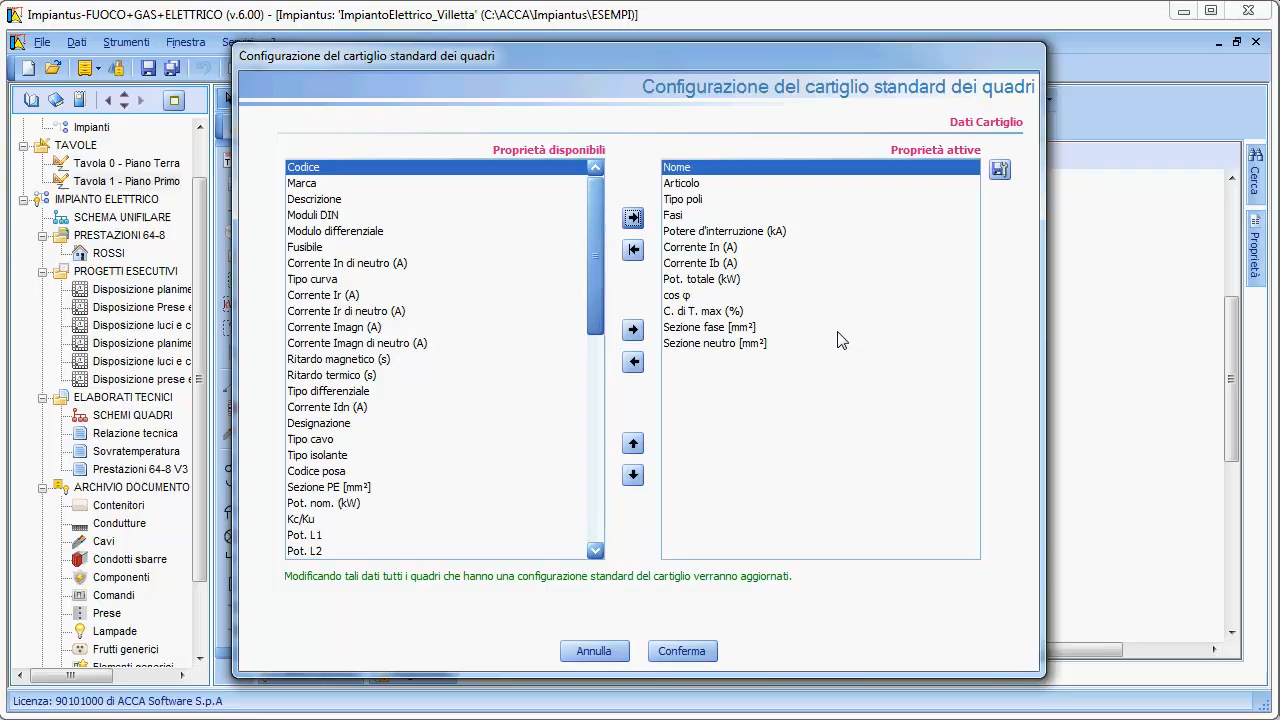 Impiantus-FUOCO+GAS+ELETTRICO (v.6.00) - [Impiantus: 'ImpiantoElettrico_Villetta' (C:\ACCA\Impiantus\ESEMPI)]
File Dati Strumenti Finestra
Configurazione del cartiglio standard dei quadri
Configurazione del cartiglio standard dei quadri
Dati Cartiglio
Proprietà disponibili
Codice
Marca
Descrizione
Moduli DIN
Modulo differenziale
Fusibile
Corrente In di neutro (A)
Tipo curva
Corrente Ir (A)
Corrente Ir di neutro (A)
Corrente Imagn (A)
Corrente Imagn di neutro (A)
Ritardo magnetico (s)
Ritardo termico (s)
Tipo differenziale
Corrente Idn (A)
Designazione
Tipo cavo
Tipo isolante
Codice posa
Sezione PE [mm²]
Pot. nom. (kW)
Kc/Ku
Pot. L1
Pot. L2
Proprietà attive
Nome
Articolo
Tipo poli
Fasi
Potere d'interruzione (kA)
Corrente In (A)
Corrente Ib (A)
Pot. totale (kW)
cos φ
C. di T. max (%)
Sezione fase [mm²]
Sezione neutro [mm²]
Modificando tali dati tutti i quadri che hanno una configurazione standard del cartiglio verranno aggiornati.
Annulla
Conferma
Impianti
TAVOLE
Tavola 0 - Piano Terra
Tavola 1 - Piano Primo
IMPIANTO ELETTRICO
SCHEMA UNIFILARE
PRESTAZIONI 64-8
ROSSI
PROGETTI ESECUTIVI
Disposizione planime
Disposizione Prese e
Disposizione luci e c
Disposizione planime
Disposizione luci e c
Disposizione prese e
ELABORATI TECNICI
SCHEMI QUADRI
Relazione tecnica
Sovratemperatura
Prestazioni 64-8 V3
ARCHIVIO DOCUMENTO
Contenitori
Condutture
Cavi
Condotti sbarre
Componenti
Comandi
Prese
Lampade
Frutti generici
Elementi generici
Cerca
Proprietà
Licenza: 90101000 di ACCA Software S.p.A